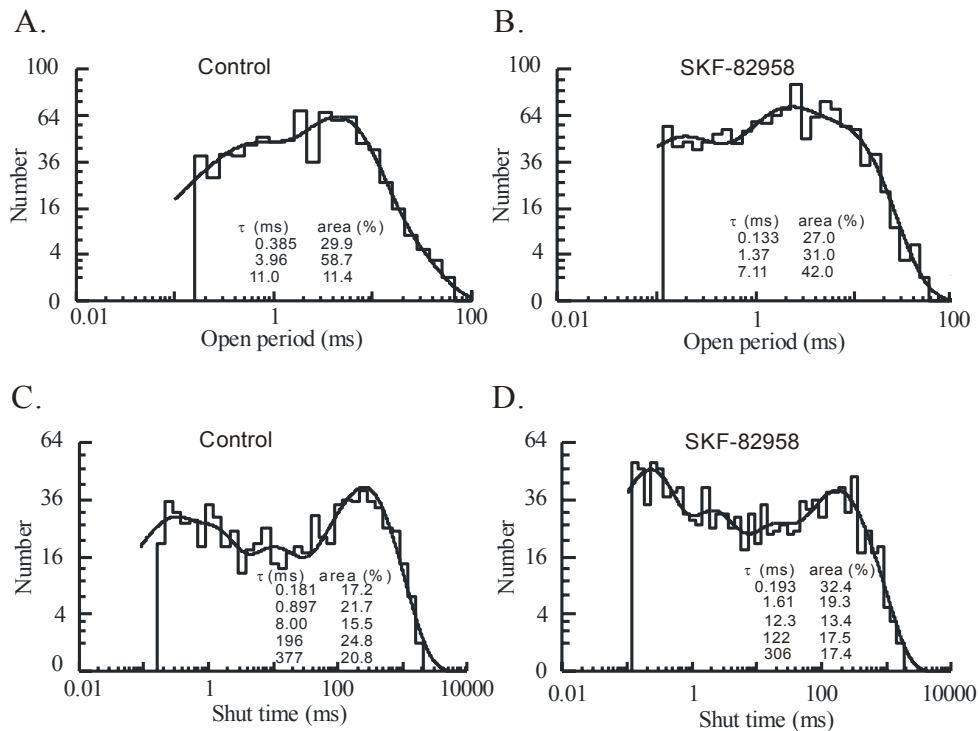 A.
Control
100
64
36
16
4
0
Number
τ (ms) area (%)
0.385 29.9
3.96 58.7
11.0 11.4
0.01 1 100
Open period (ms)
B.
SKF-82958
100
64
36
16
4
0
Number
τ (ms) area (%)
0.133 27.0
1.37 31.0
7.11 42.0
0.01 1 100
Open period (ms)
C.
Control
64
36
16
4
0
Number
τ (ms) area (%)
0.181 17.2
0.897 21.7
8.00 15.5
196 24.8
377 20.8
0.01 1 100 10000
Shut time (ms)
D.
SKF-82958
64
36
16
4
0
Number
τ (ms) area (%)
0.193 32.4
1.61 19.3
12.3 13.4
122 17.5
306 17.4
0.01 1 100 10000
Shut time (ms)